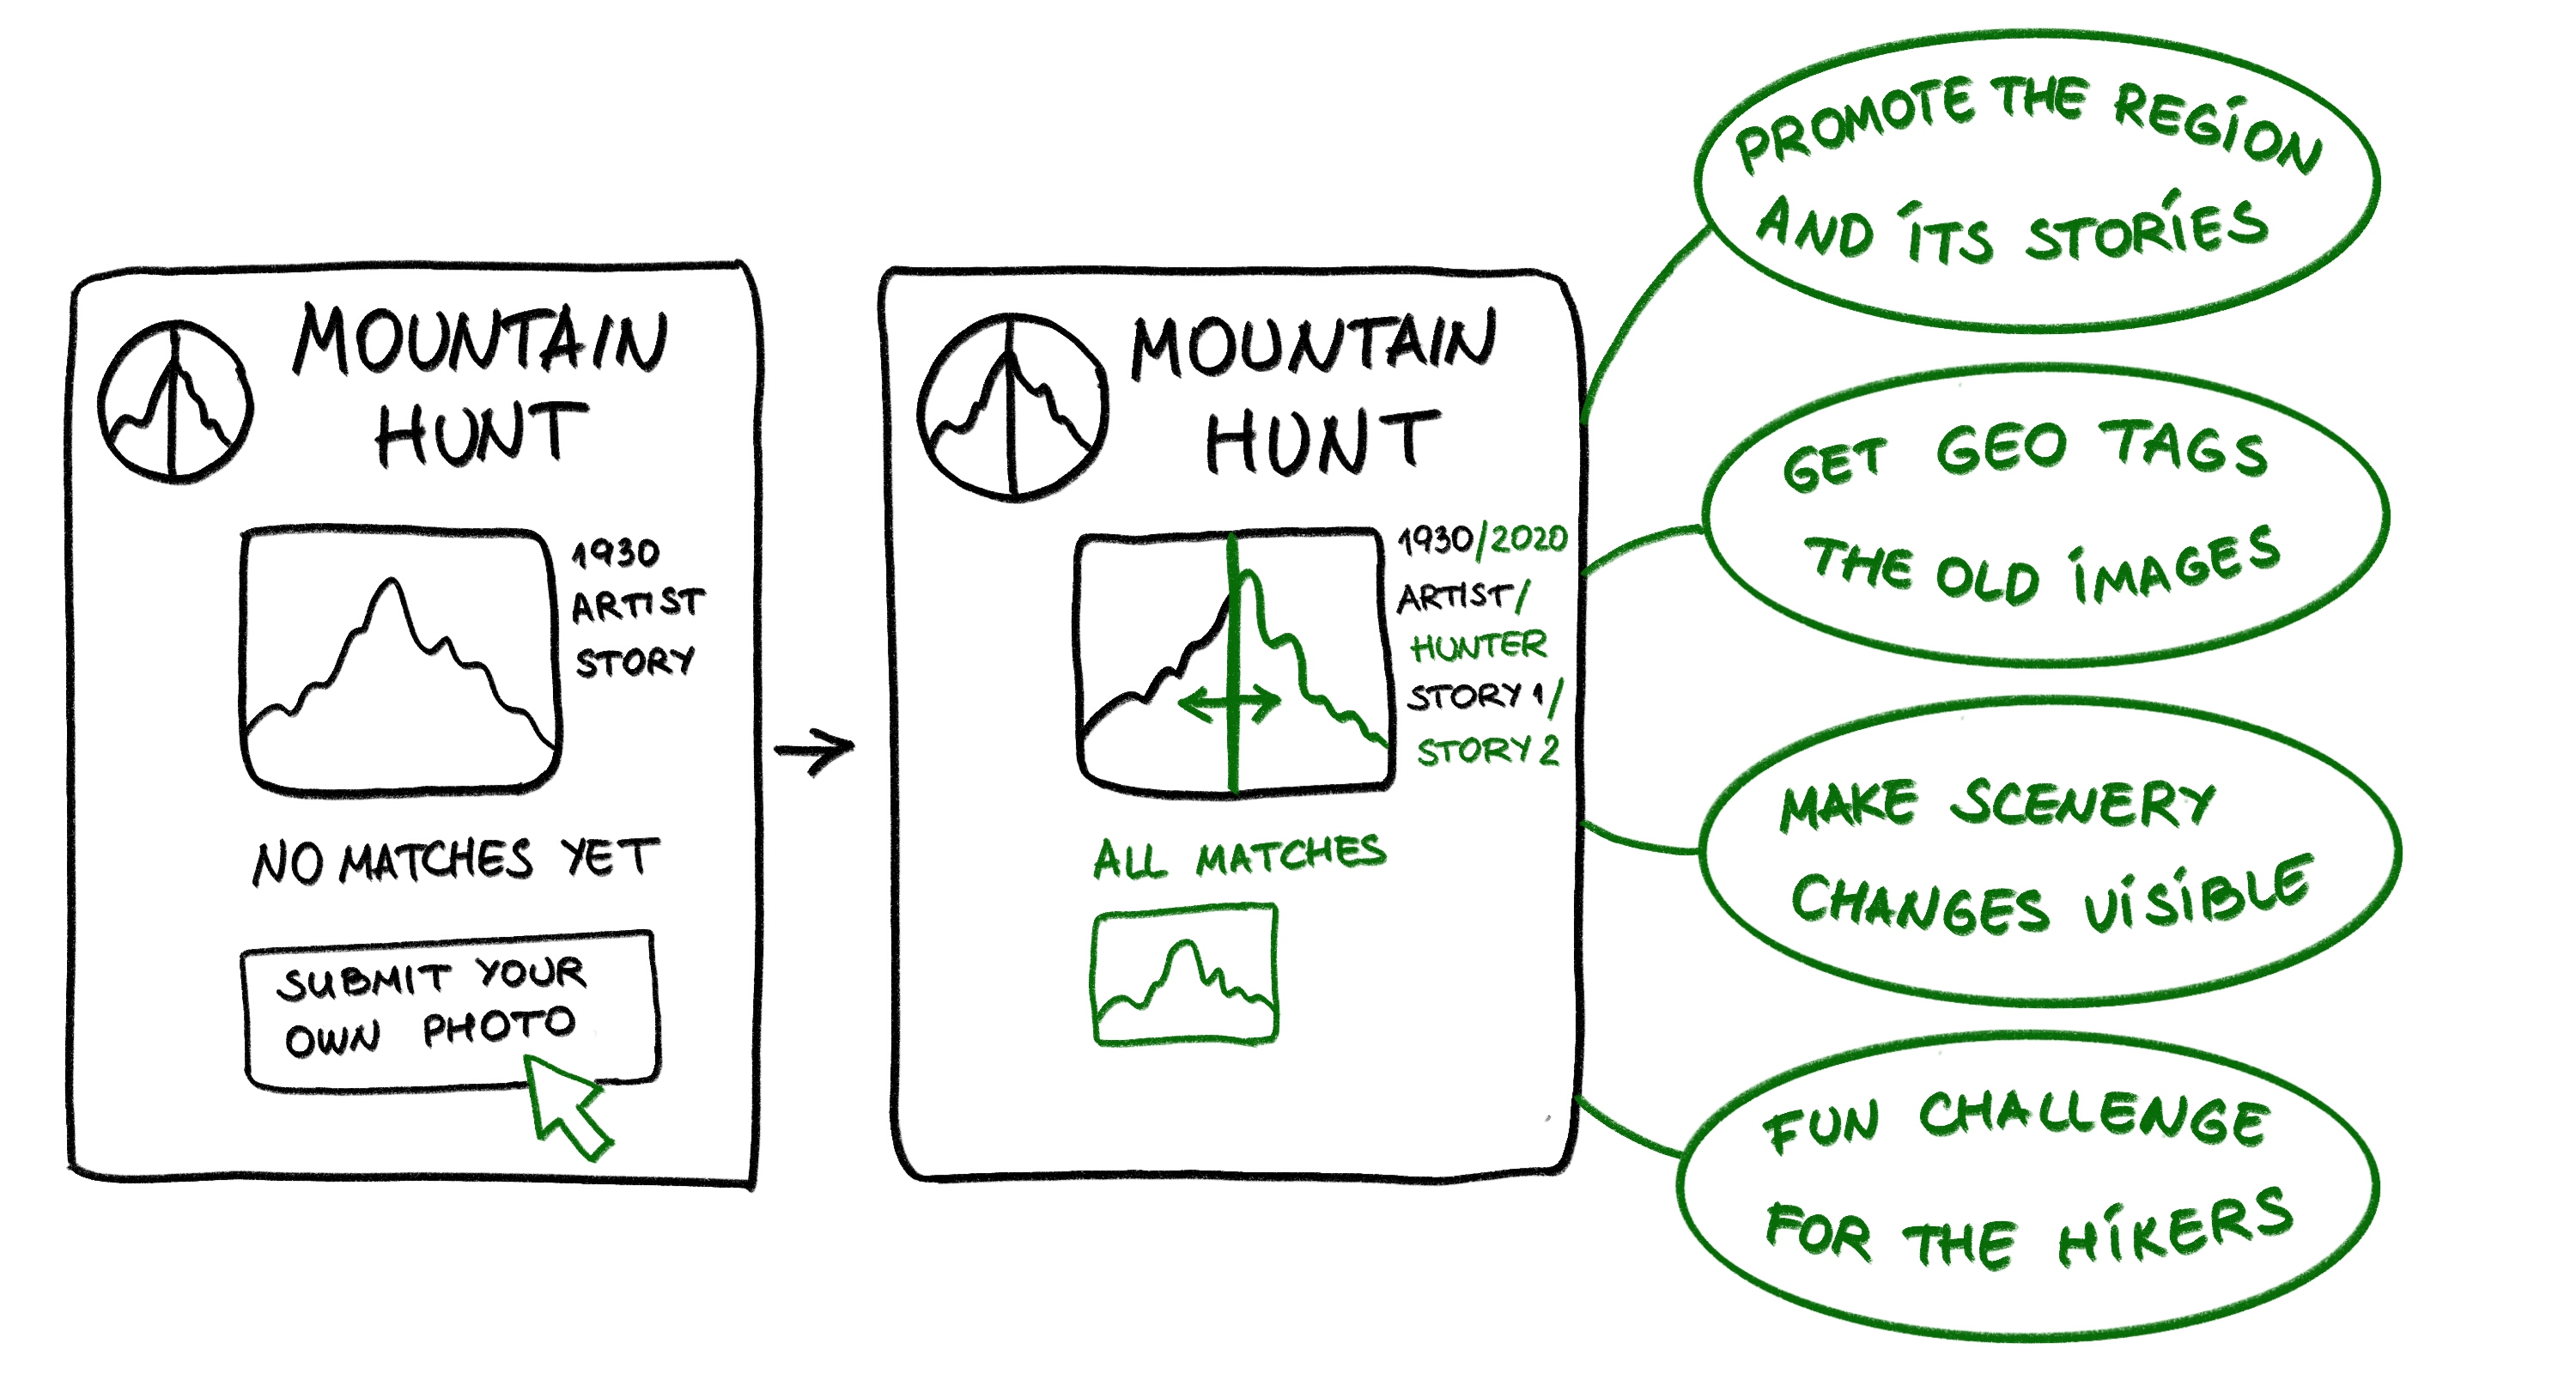 MOUNTAIN
HUNT
1930
ARTIST
STORY
NO MATCHES YET
SUBMIT YOUR
OWN PHOTO
MOUNTAIN
HUNT
1930/2020
ARTIST/
HUNTER
STORY 1/
STORY 2
ALL MATCHES
PROMOTE THE REGION
AND ITS STORIES
GET GEO TAGS
THE OLD IMAGES
MAKE SCENERY
CHANGES VISIBLE
FUN CHALLENGE
FOR THE HIKERS